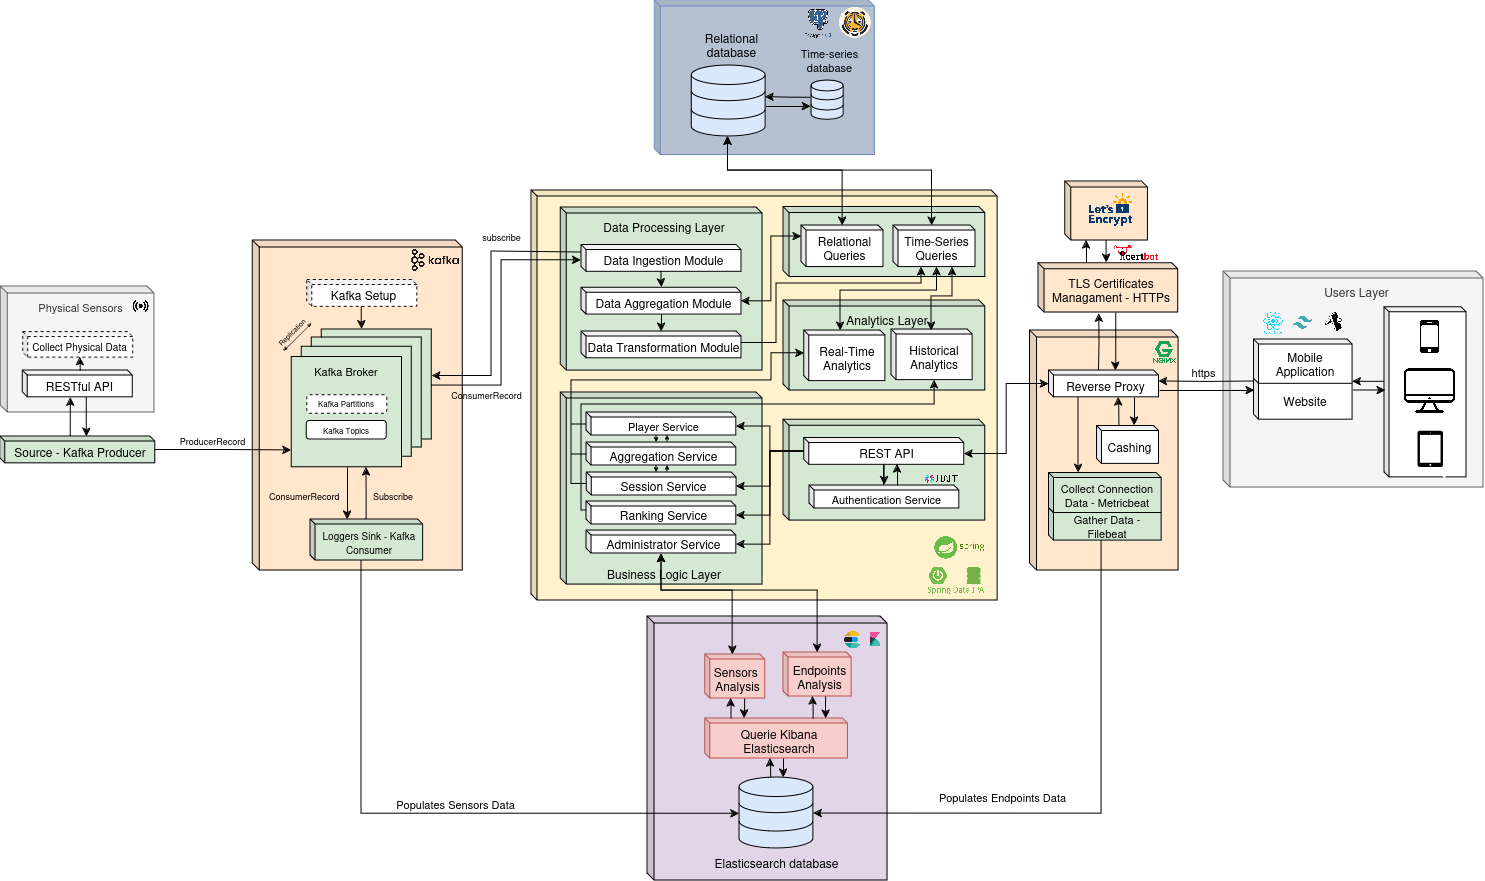 Relational
database
Time-series
database
Physical Sensors
Collect Physical Data
RESTful API
Source - Kafka Producer
ProducerRecord
kafka
Kafka Setup
Replication
Kafka Broker
Kafka Partitions
Kafka Topics
ConsumerRecord
Subscribe
Loggers Sink - Kafka
Consumer
subscribe
ConsumerRecord
Data Processing Layer
Data Ingestion Module
Data Aggregation Module
Data Transformation Module
Relational
Queries
Time-Series
Queries
Analytics Layer
Real-Time
Analytics
Historical
Analytics
Player Service
Aggregation Service
Session Service
Ranking Service
Administrator Service
Business Logic Layer
REST API
JWT
Authentication Service
spring
Spring Data JPA
Let's
Encrypt
certbot
TLS Certificates
Managament - HTTPs
NGINX
Reverse Proxy
Cashing
Collect Connection
Data - Metricbeat
Gather Data -
Filebeat
https
Users Layer
Mobile
Application
Website
Sensors
Analysis
Endpoints
Analysis
Querie Kibana
Elasticsearch
Populates Sensors Data
Populates Endpoints Data
Elasticsearch database